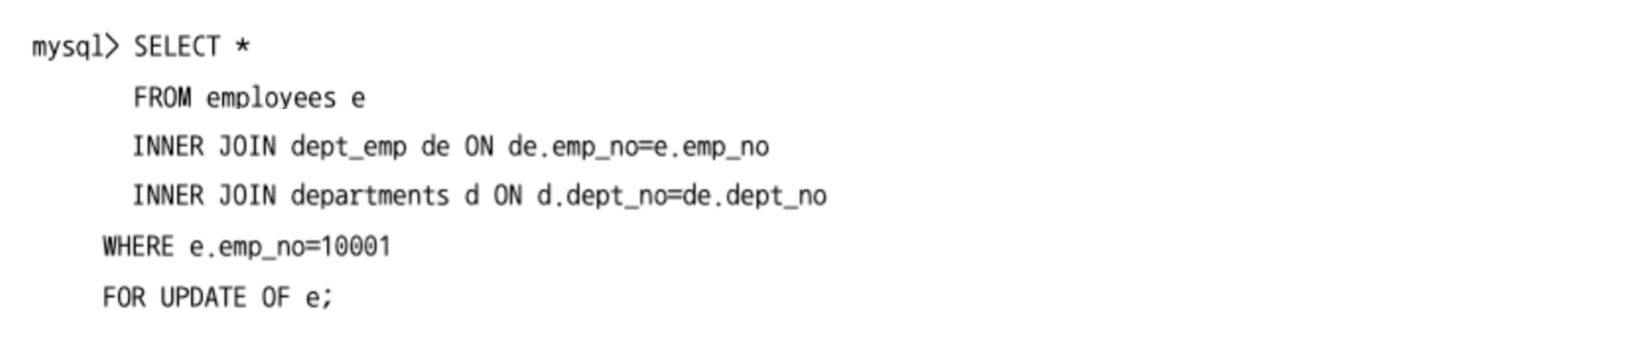 mysql> SELECT *
FROM employees e
INNER JOIN dept_emp de ON de.emp_no=e.emp_no
INNER JOIN departments d ON d.dept_no=de.dept_no
WHERE e.emp_no=10001
FOR UPDATE OF e;